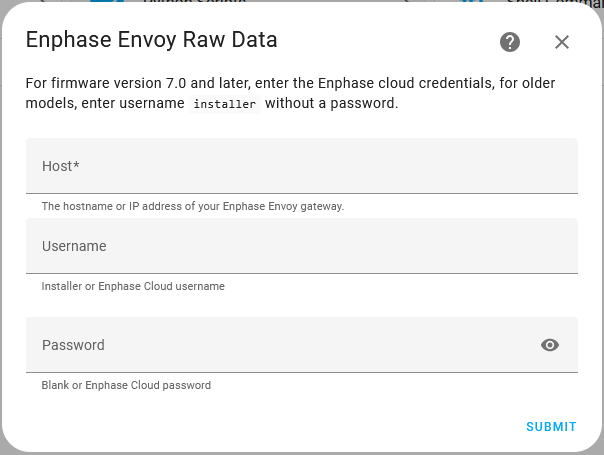 Python Scripts
Enphase Envoy Raw Data
For firmware version 7.0 and later, enter the Enphase cloud credentials, for older
models, enter username installer without a password.
Host*
The hostname or IP address of your Enphase Envoy gateway.
Username
Installer or Enphase Cloud username
Password
Blank or Enphase Cloud password
SUBMIT